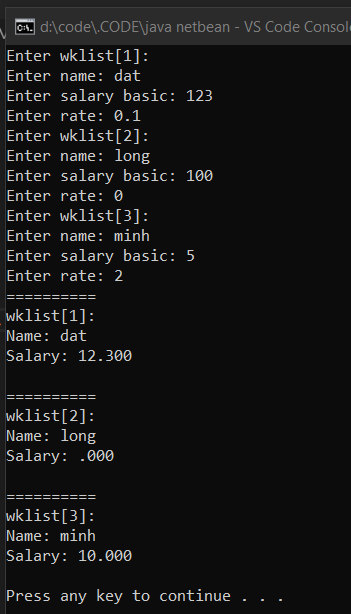 d:\code\.CODE\java netbean - VS Code Console
Enter wklist[1]:
Enter name: dat
Enter salary basic: 123
Enter rate: 0.1
Enter wklist[2]:
Enter name: long
Enter salary basic: 100
Enter rate: 0
Enter wklist[3]:
Enter name: minh
Enter salary basic: 5
Enter rate: 2
==========
wklist[1]:
Name: dat
Salary: 12.300
==========
wklist[2]:
Name: long
Salary: .000
==========
wklist[3]:
Name: minh
Salary: 10.000
Press any key to continue . . .